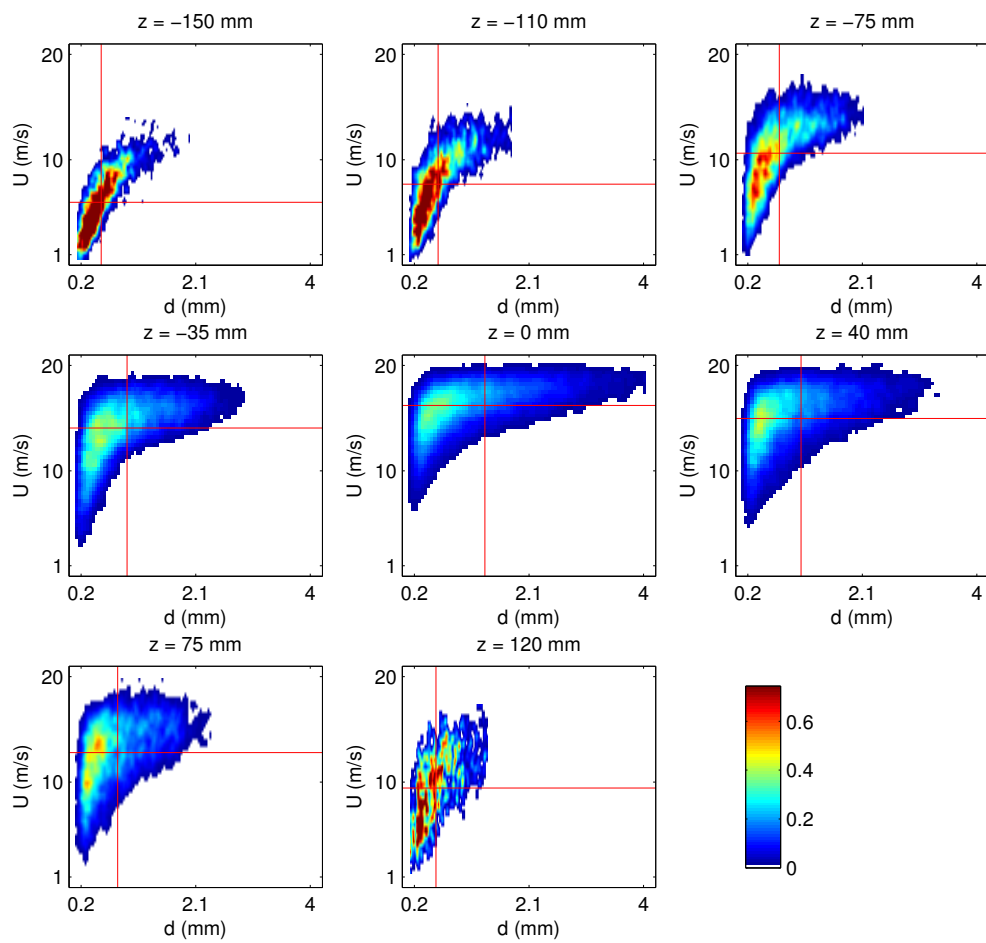 z = −150 mm
z = −110 mm
z = −75 mm
20
10
1
U (m/s)
0.2 2.1 4
d (mm)
20
10
1
U (m/s)
0.2 2.1 4
d (mm)
20
10
1
U (m/s)
0.2 2.1 4
d (mm)
z = −35 mm
z = 0 mm
z = 40 mm
20
10
1
U (m/s)
0.2 2.1 4
d (mm)
20
10
1
U (m/s)
0.2 2.1 4
d (mm)
20
10
1
U (m/s)
0.2 2.1 4
d (mm)
z = 75 mm
z = 120 mm
20
10
1
U (m/s)
0.2 2.1 4
d (mm)
20
10
1
U (m/s)
0.2 2.1 4
d (mm)
0.6
0.4
0.2
0